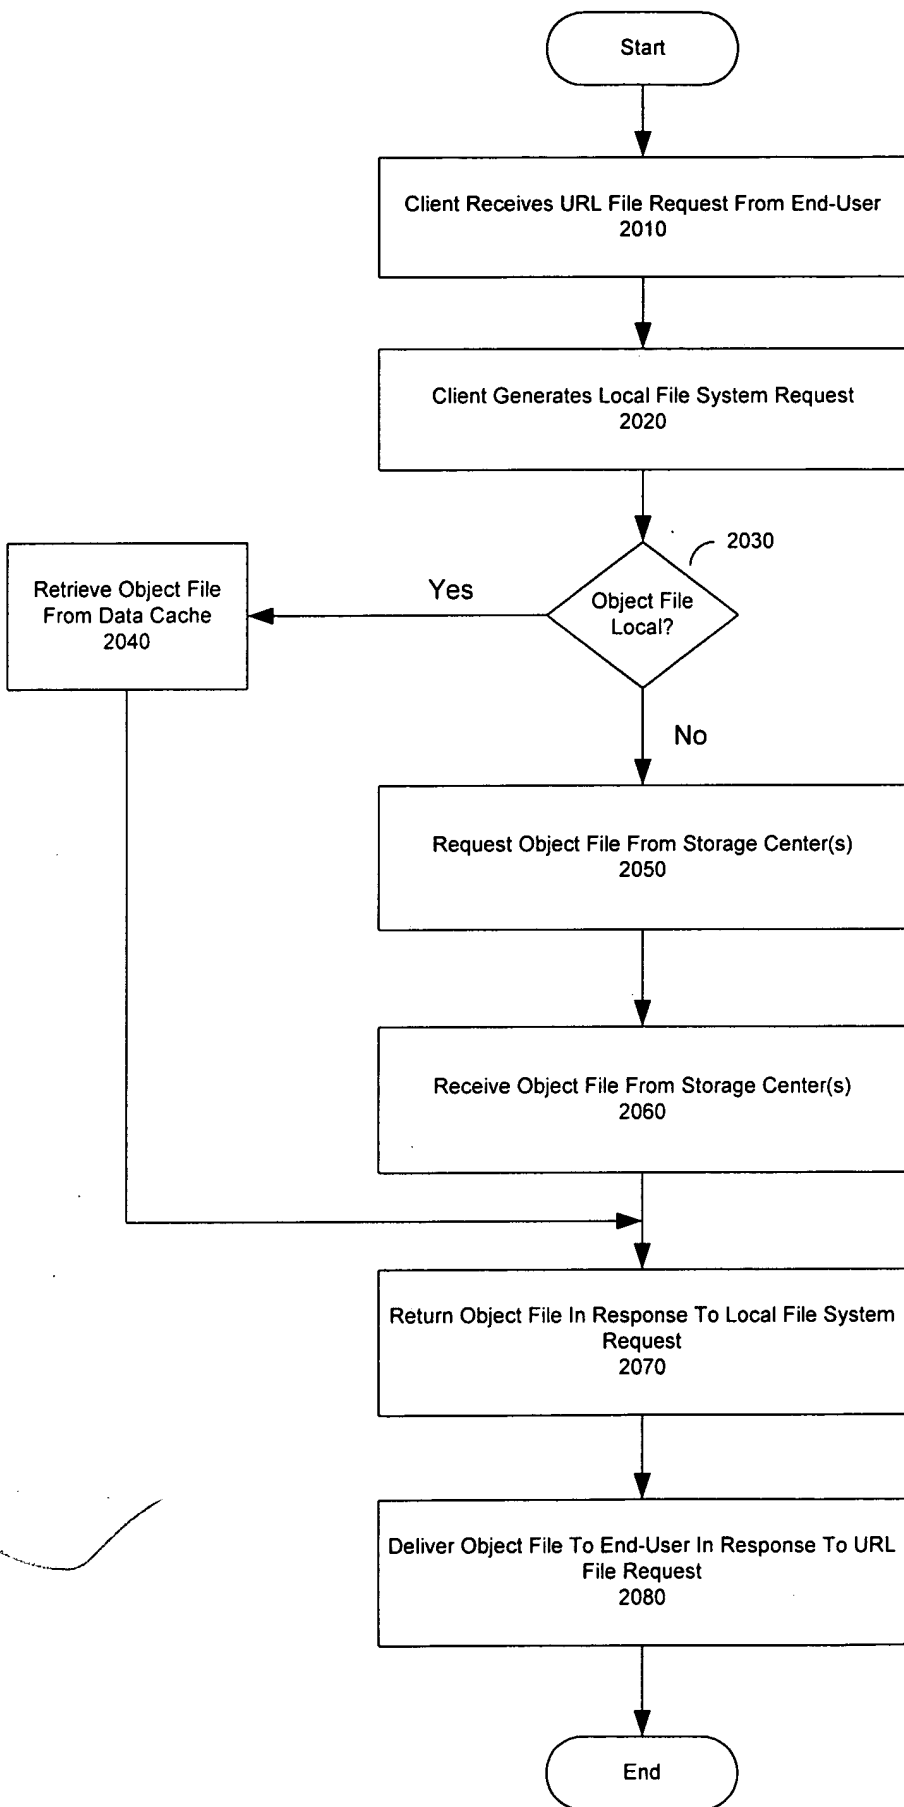 Start
Client Receives URL File Request From End-User
2010
Client Generates Local File System Request
2020
2030
Object File
Local?
Yes
Retrieve Object File
From Data Cache
2040
No
Request Object File From Storage Center(s)
2050
Receive Object File From Storage Center(s)
2060
Return Object File In Response To Local File System
Request
2070
Deliver Object File To End-User In Response To URL
File Request
2080
End